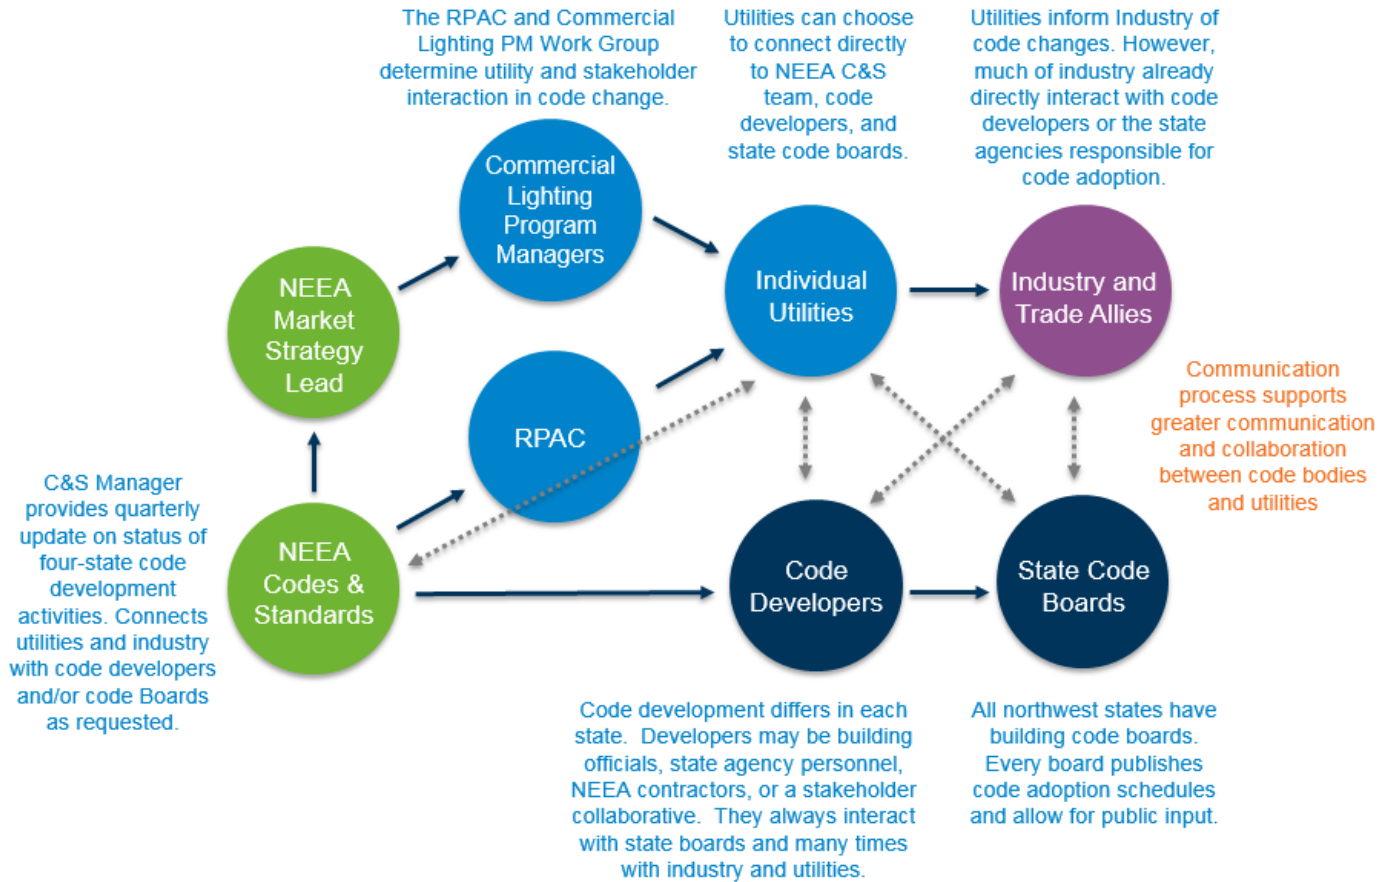 The RPAC and Commercial
Lighting PM Work Group
determine utility and stakeholder
interaction in code change.
Utilities can choose
to connect directly
to NEEA C&S
team, code
developers, and
state code boards.
Utilities inform Industry of
code changes. However,
much of industry already
directly interact with code
developers or the state
agencies responsible for
code adoption.
Commercial
Lighting
Program
Managers
NEEA
Market
Strategy
Lead
Individual
Utilities
Industry and
Trade Allies
RPAC
Communication
process supports
greater communication
and collaboration
between code bodies
and utilities
C&S Manager
provides quarterly
update on status of
four-state code
development
activities. Connects
utilities and industry
with code developers
and/or code Boards
as requested.
NEEA
Codes &
Standards
Code
Developers
State Code
Boards
Code development differs in each
state.  Developers may be building
officials, state agency personnel,
NEEA contractors, or a stakeholder
collaborative.  They always interact
with state boards and many times
with industry and utilities.
All northwest states have
building code boards.
Every board publishes
code adoption schedules
and allow for public input.